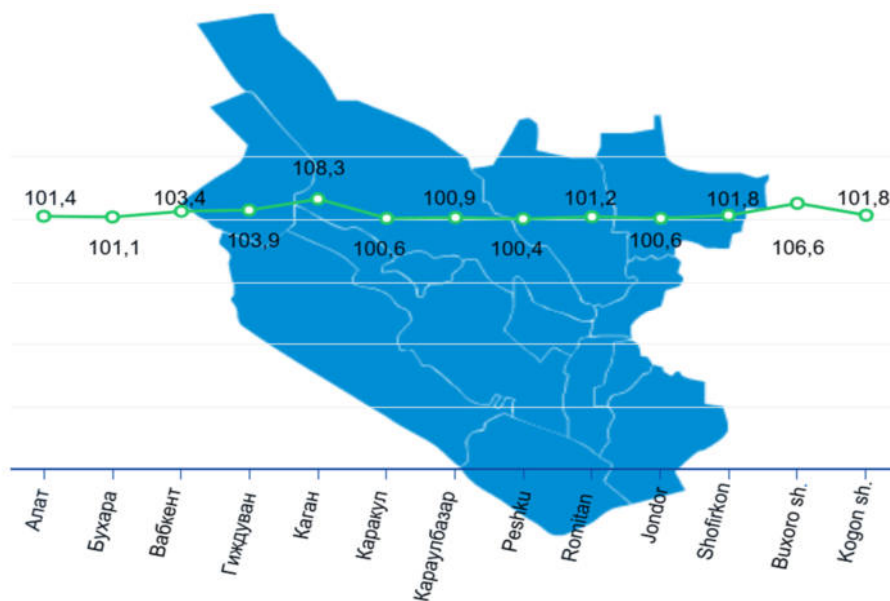 108,3
101,4
103,4
100,9
101,2
101,8
101,8
101,1
103,9
100,6
100,4
100,6
106,6
Алат
Бухара
Вабкент
Гиждуван
Каган
Каракул
Караулбазар
Peshku
Romitan
Jondor
Shofirkon
Buxoro sh.
Kogon sh.